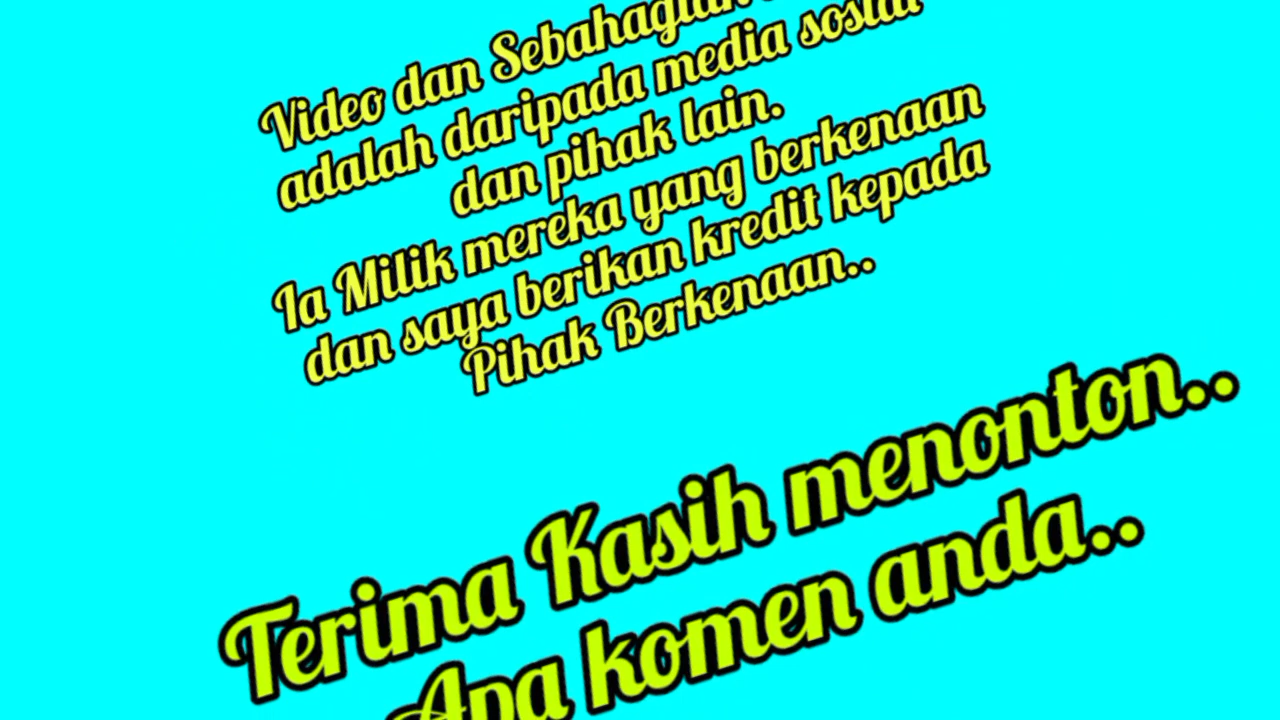 Video dan Sebahagian
adalah daripada media sosial
dan pihak lain.
Ia Milik mereka yang berkenaan
dan saya berikan kredit kepada
Pihak Berkenaan..
Terima Kasih menonton..
Apa komen anda..